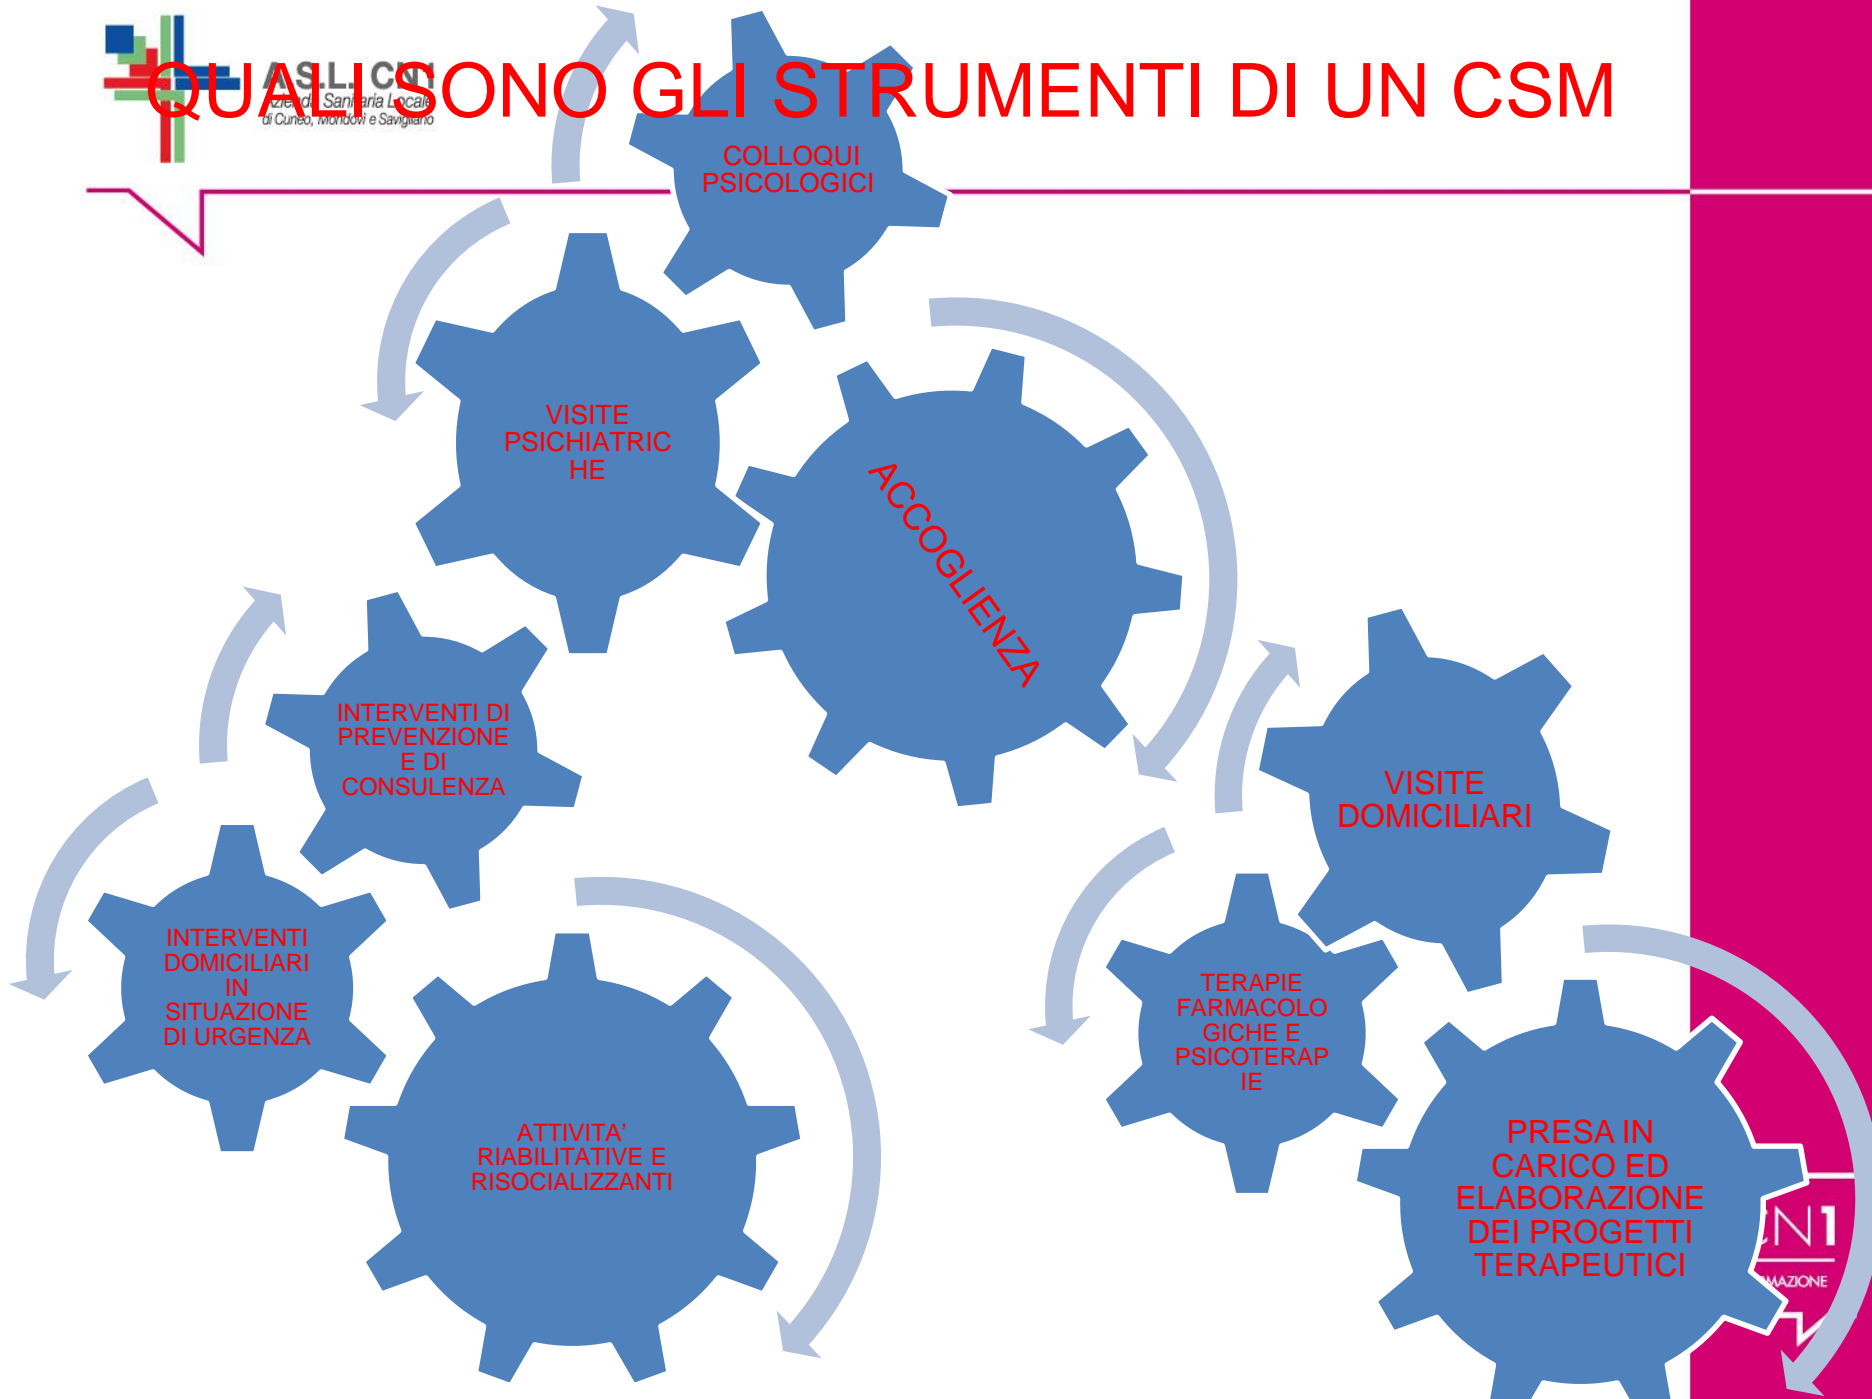 QUALI SONO GLI STRUMENTI DI UN CSM
A.S.L. CN1
Azienda Sanitaria Locale
di Cuneo, Mondovì e Savigliano
COLLOQUI
PSICOLOGICI
VISITE
PSICHIATRIC
HE
ACCOGLIENZA
INTERVENTI DI
PREVENZIONE
E DI
CONSULENZA
VISITE
DOMICILIARI
INTERVENTI
DOMICILIARI
IN
SITUAZIONE
DI URGENZA
TERAPIE
FARMACOLO
GICHE E
PSICOTERAP
IE
ATTIVITA’
RIABILITATIVE E
RISOCIALIZZANTI
PRESA IN
CARICO ED
ELABORAZIONE
DEI PROGETTI
TERAPEUTICI
CN1